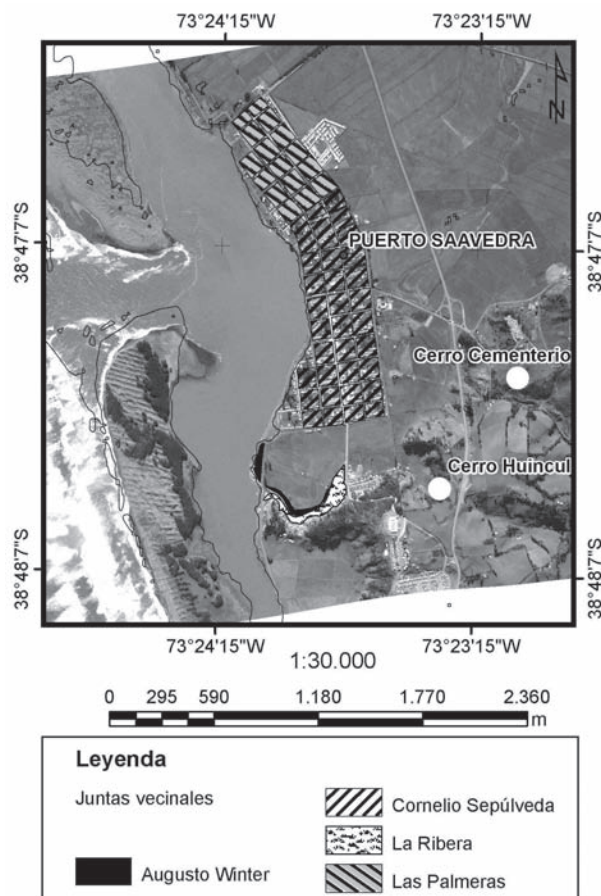 73°24'15"W 73°23'15"W
38°47'7"S 38°47'7"S
PUERTO SAAVEDRA
Cerro Cementerio
Cerro Huincul
38°48'7"S 38°48'7"S
N
73°24'15"W 73°23'15"W
1:30.000
0 295 590 1.180 1.770 2.360
m
Leyenda
Juntas vecinales
Cornelio Sepúlveda
La Ribera
Augusto Winter
Las Palmeras